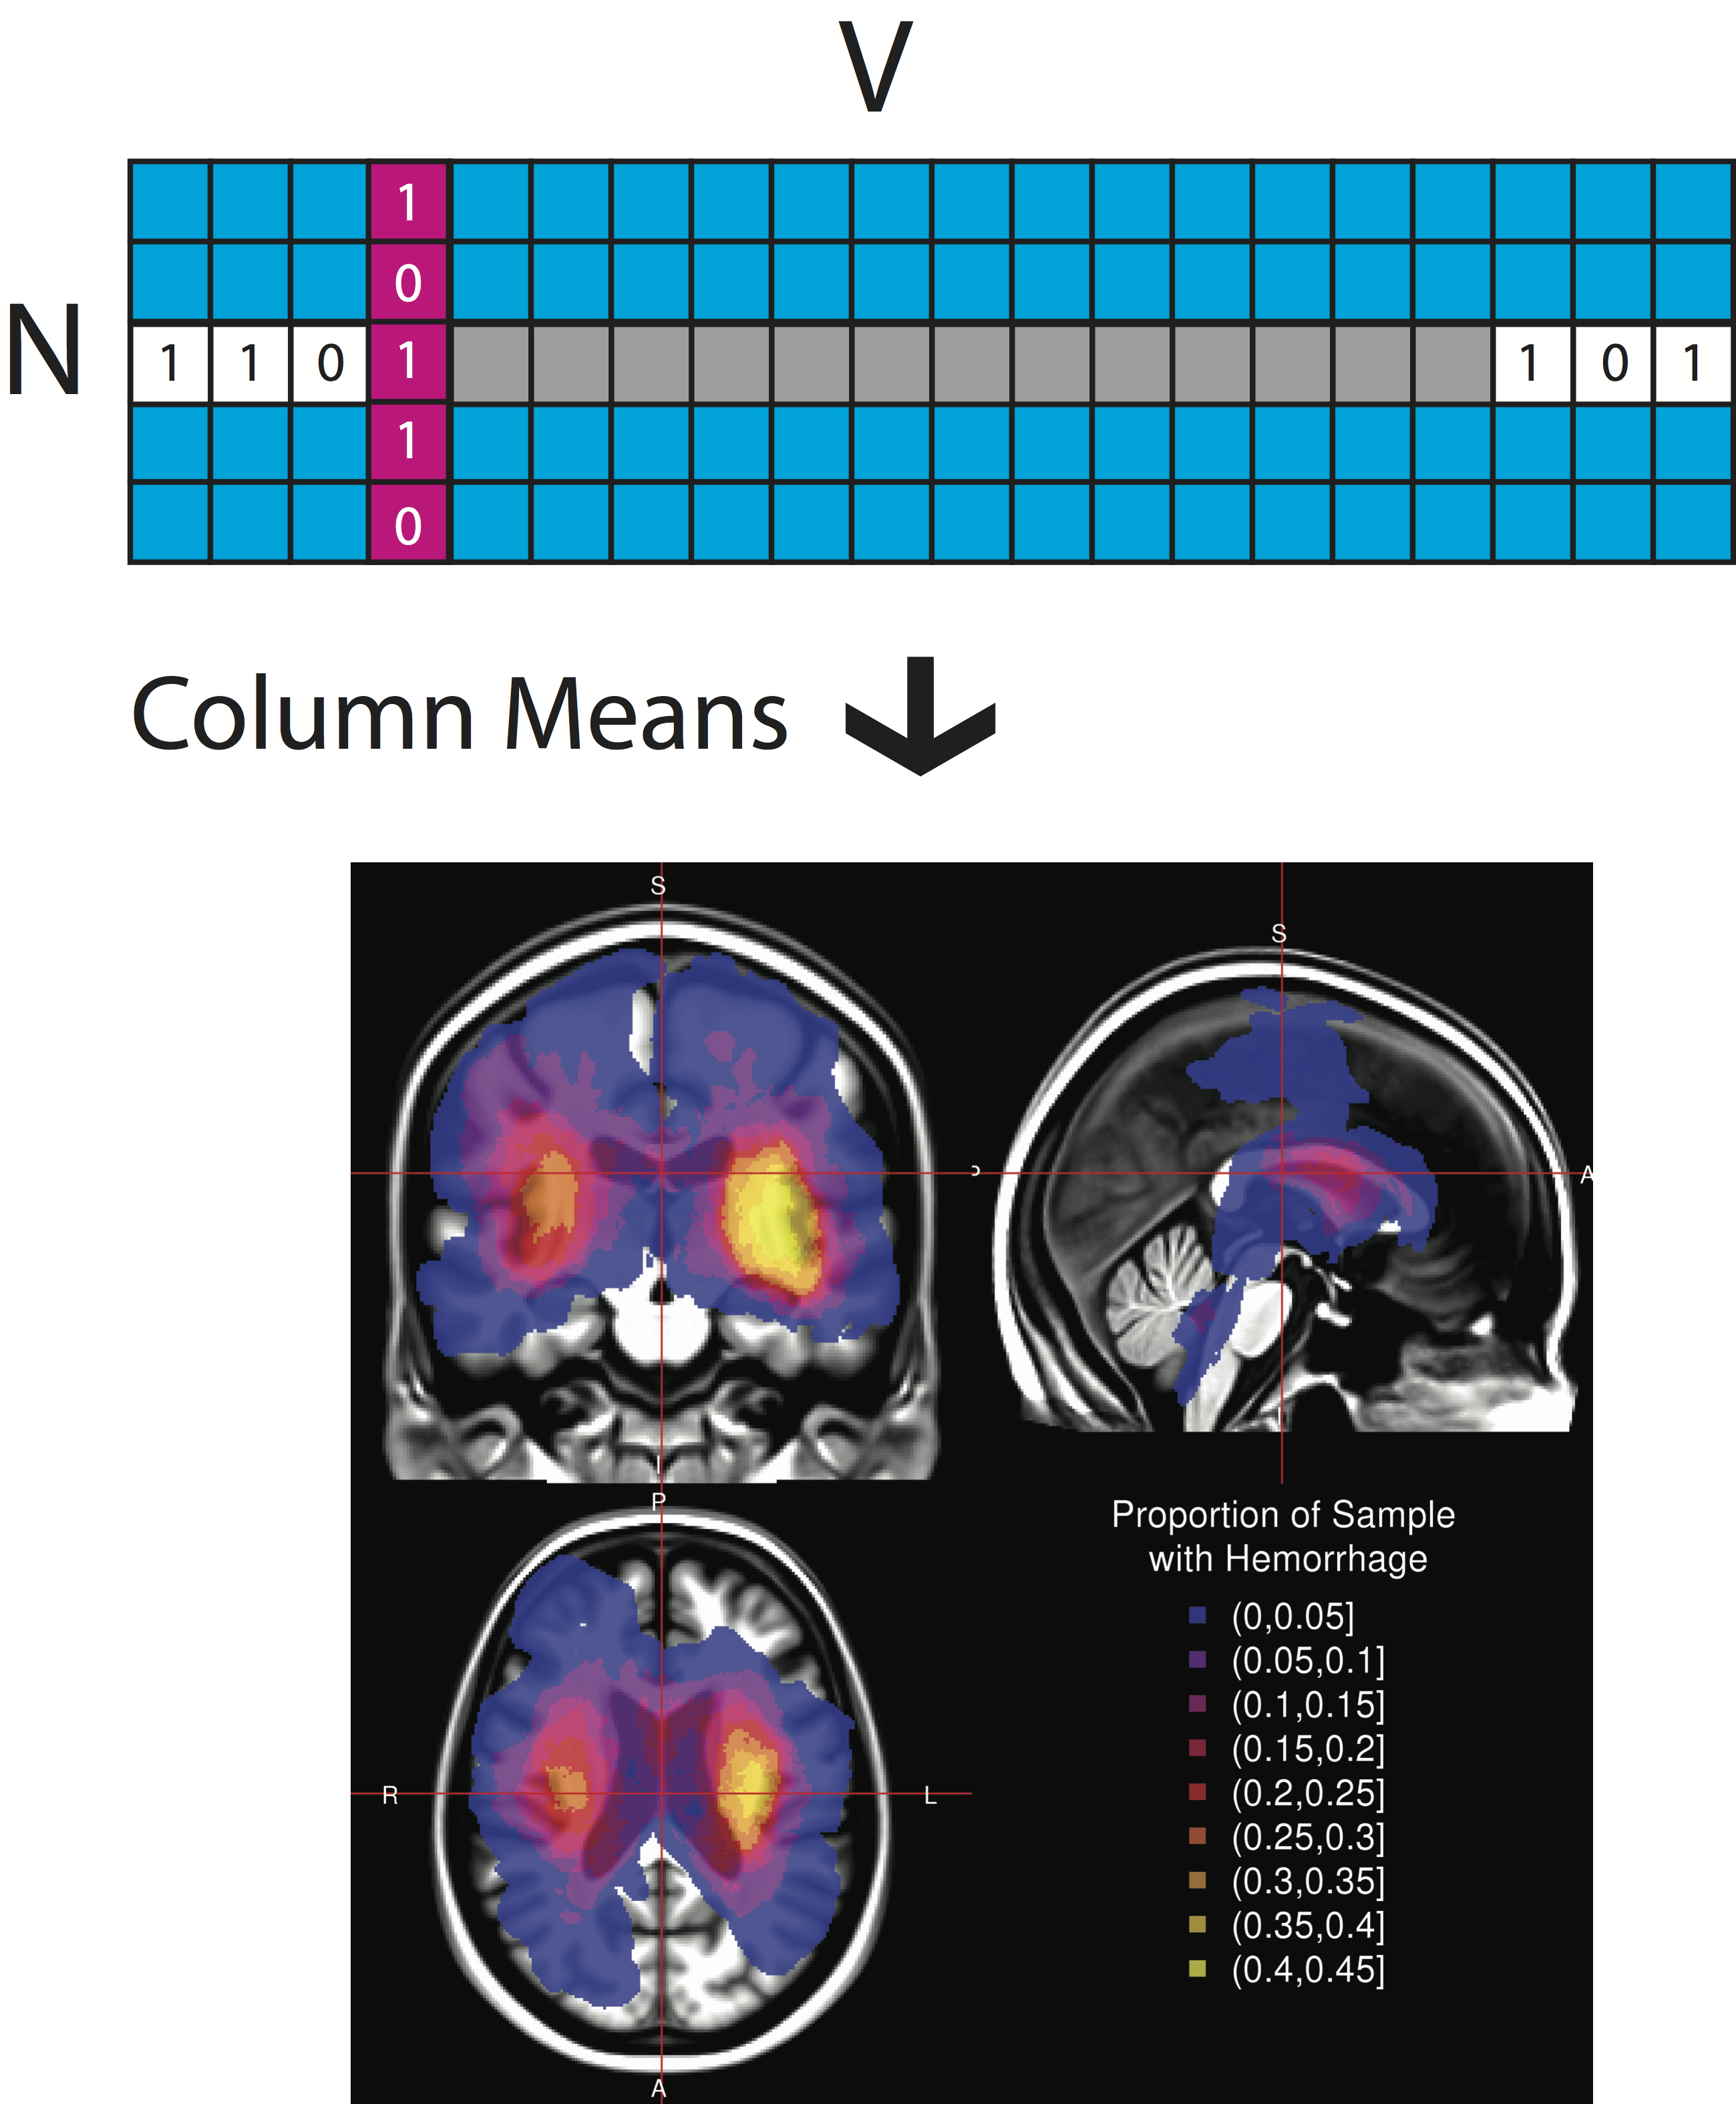 V
1
0
N
1 1 0 1 1 0 1
1
0
Column Means
S
S
P
A
I
I
P
R
L
A
Proportion of Sample
with Hemorrhage
(0,0.05]
(0.05,0.1]
(0.1,0.15]
(0.15,0.2]
(0.2,0.25]
(0.25,0.3]
(0.3,0.35]
(0.35,0.4]
(0.4,0.45]